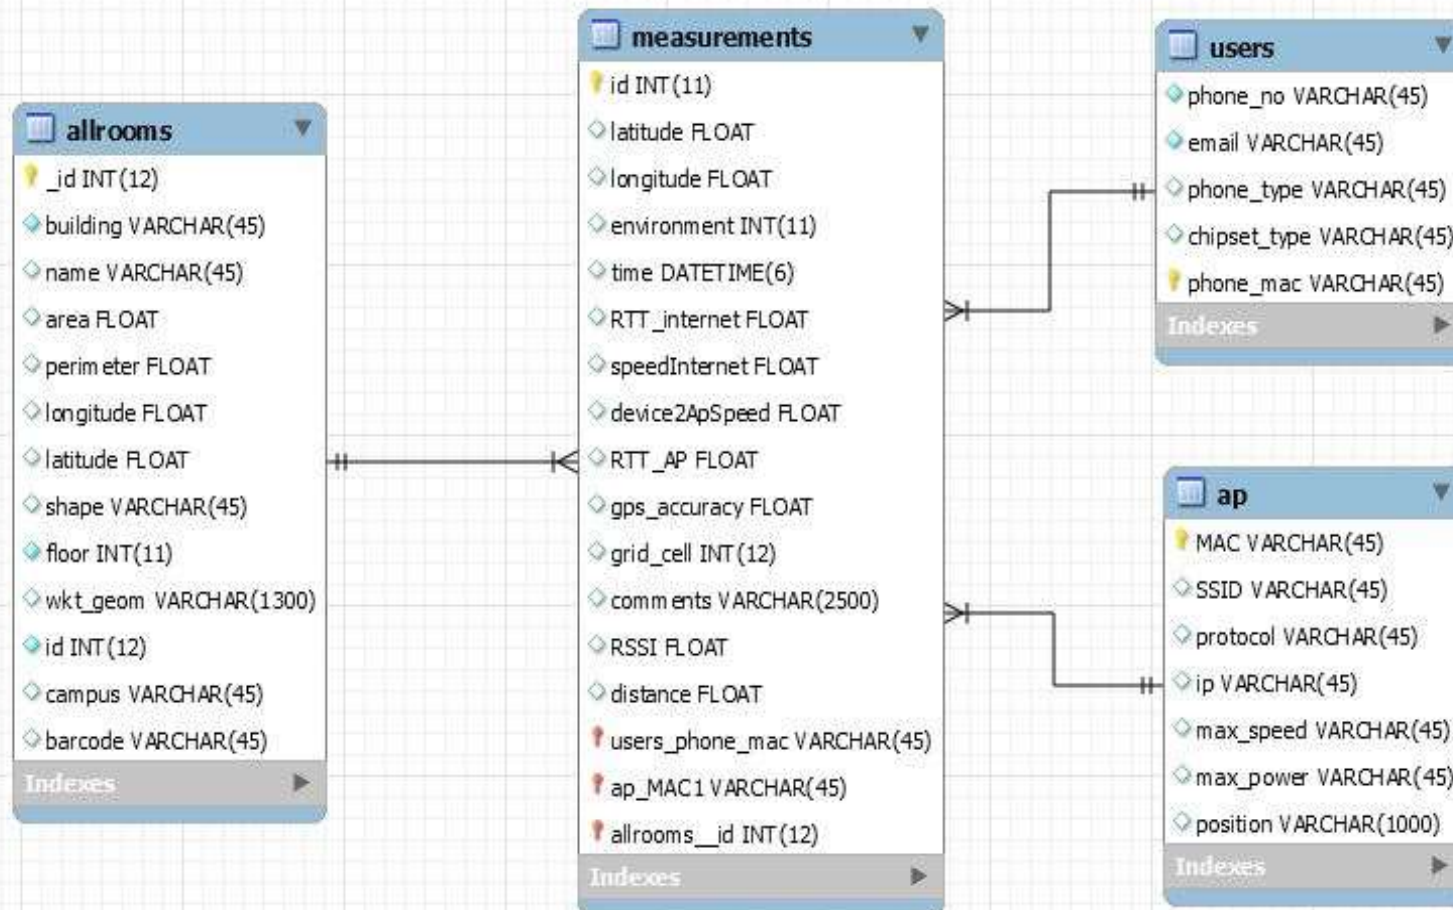 allrooms
_id INT(12)
building VARCHAR(45)
name VARCHAR(45)
area FLOAT
perimeter FLOAT
longitude FLOAT
latitude FLOAT
shape VARCHAR(45)
floor INT(11)
wkt_geom VARCHAR(1300)
id INT(12)
campus VARCHAR(45)
barcode VARCHAR(45)
Indexes
measurements
id INT(11)
latitude FLOAT
longitude FLOAT
environment INT(11)
time DATETIME(6)
RTT_internet FLOAT
speedInternet FLOAT
device2ApSpeed FLOAT
RTT_AP FLOAT
gps_accuracy FLOAT
grid_cell INT(12)
comments VARCHAR(2500)
RSSI FLOAT
distance FLOAT
users_phone_mac VARCHAR(45)
ap_MAC1 VARCHAR(45)
allrooms__id INT(12)
Indexes
users
phone_no VARCHAR(45)
email VARCHAR(45)
phone_type VARCHAR(45)
chipset_type VARCHAR(45)
phone_mac VARCHAR(45)
Indexes
ap
MAC VARCHAR(45)
SSID VARCHAR(45)
protocol VARCHAR(45)
ip VARCHAR(45)
max_speed VARCHAR(45)
max_power VARCHAR(45)
position VARCHAR(1000)
Indexes